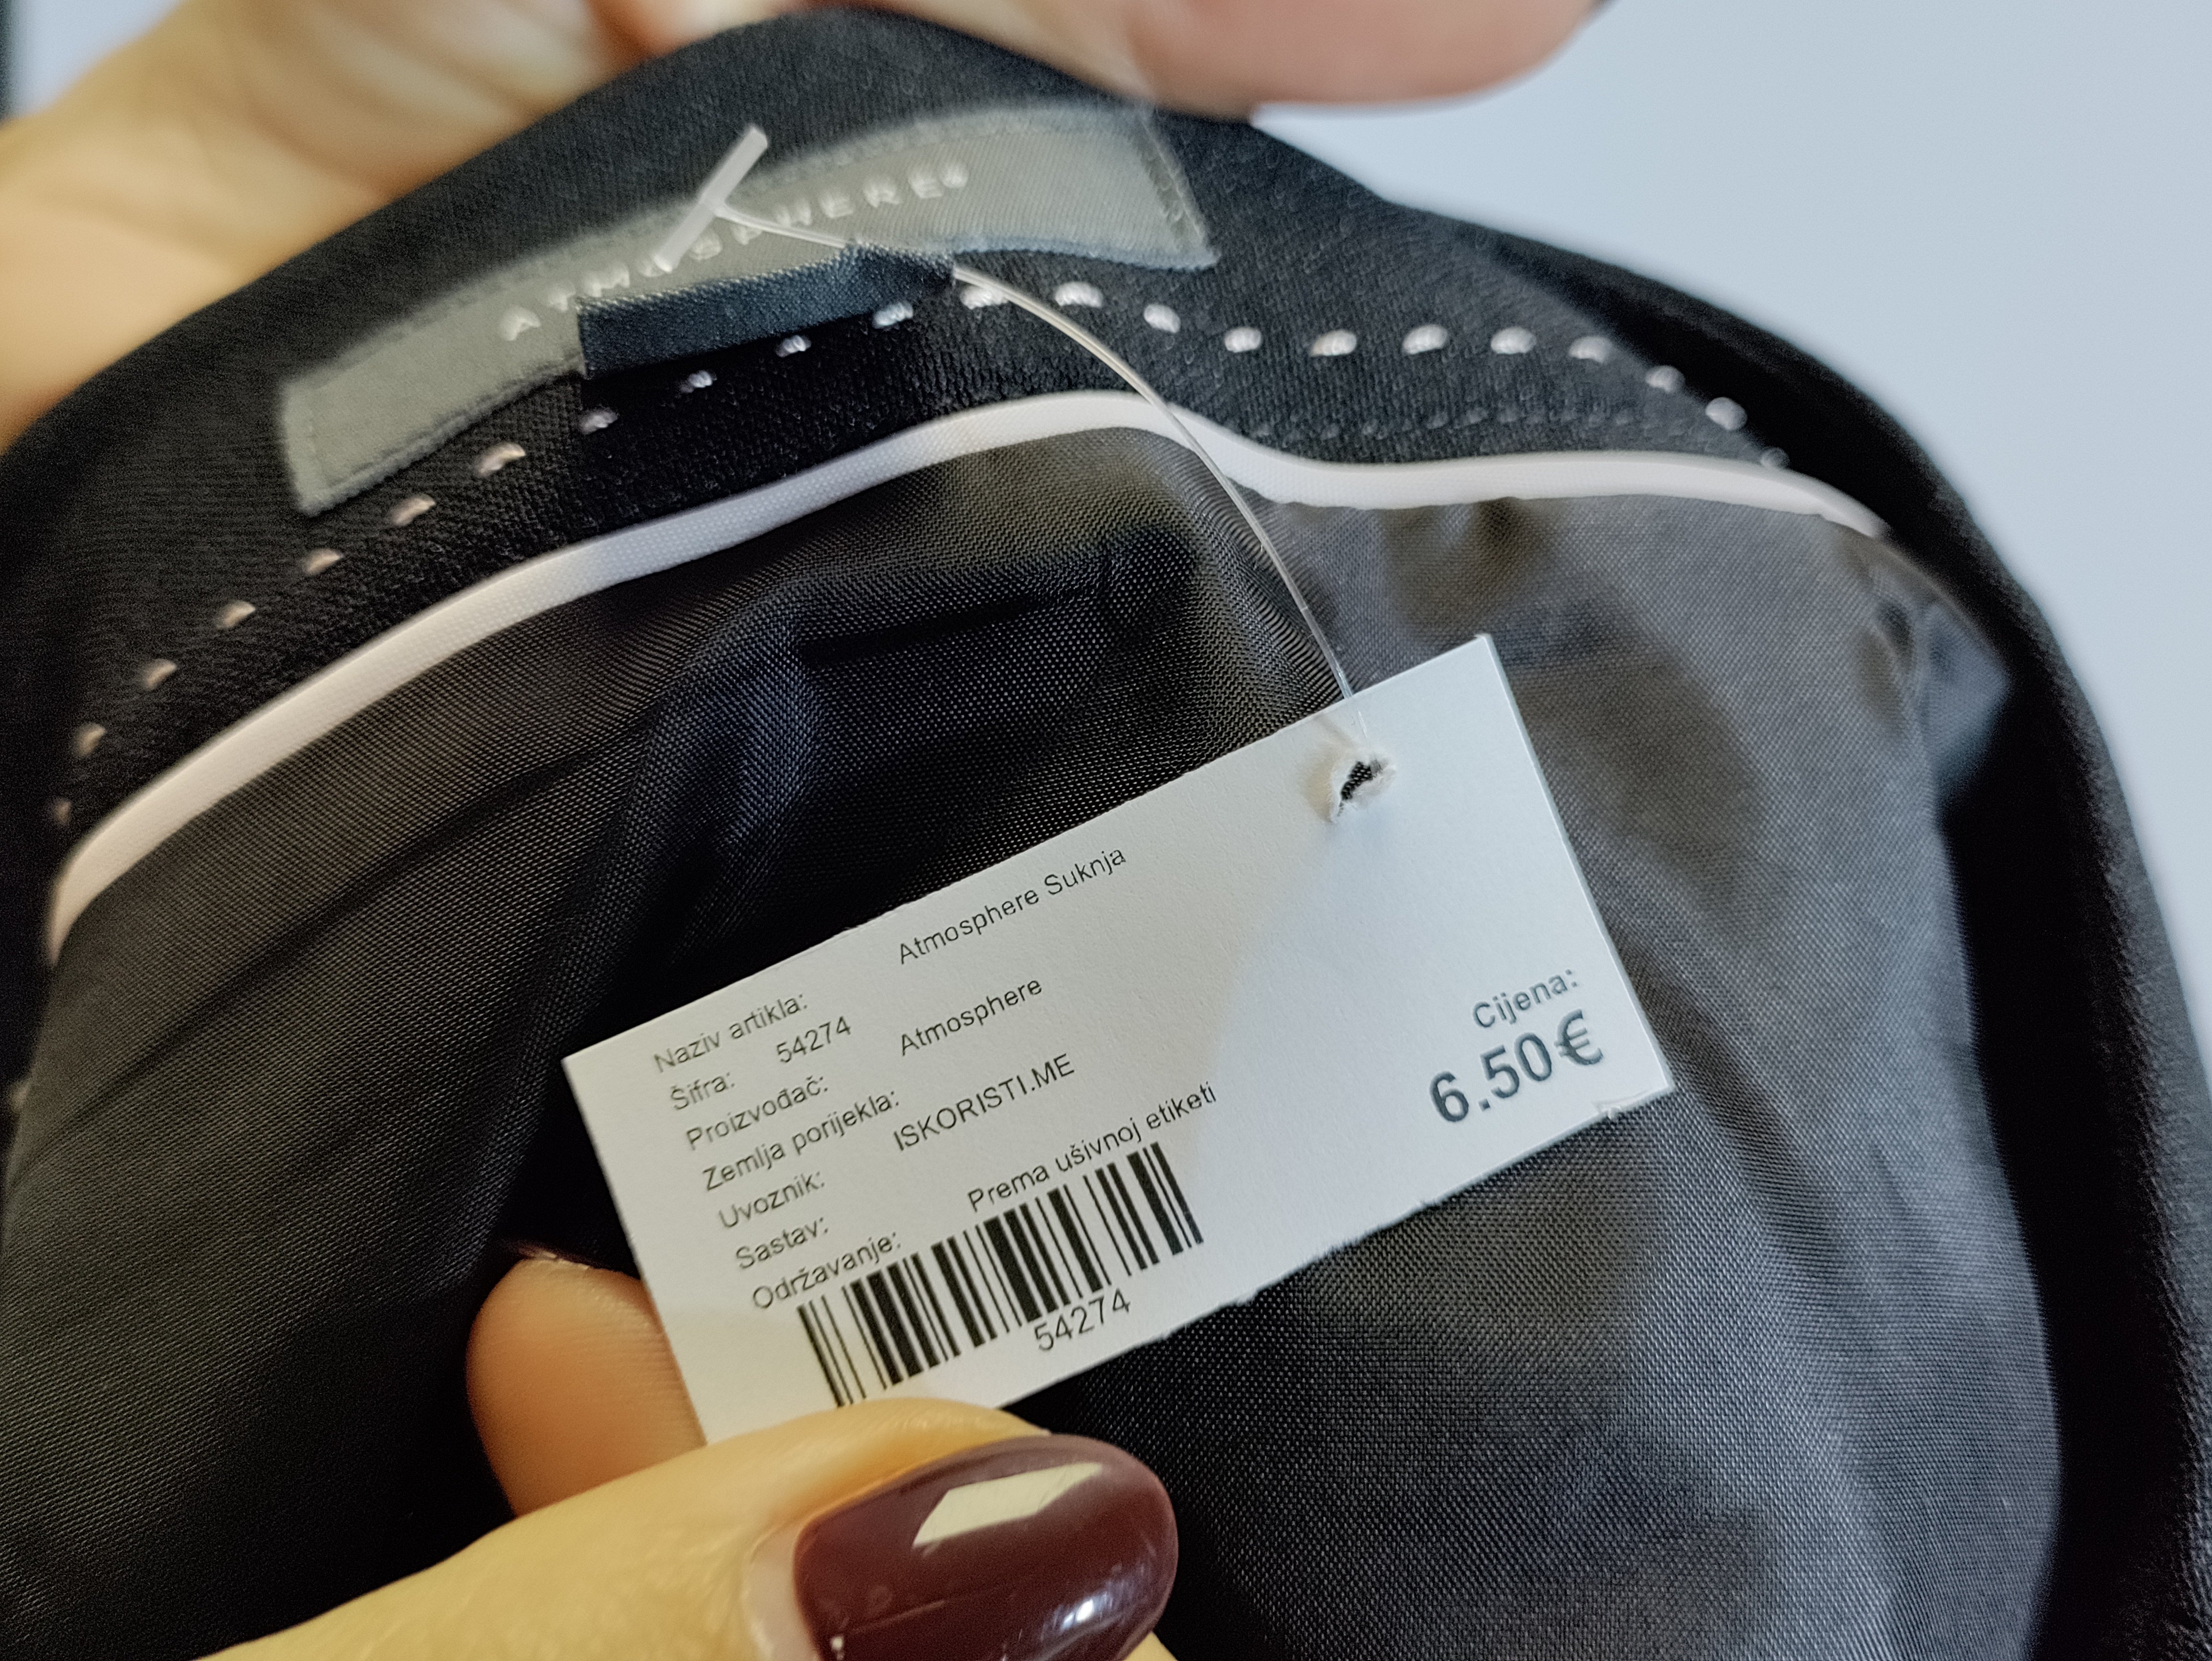 ATMOSPHERE®
Naziv artikla: Atmosphere Suknja
Šifra: 54274
Proizvođač: Atmosphere
Zemlja porijekla:
Uvoznik: ISKORISTI.ME
Sastav:
Održavanje: Prema ušivnoj etiketi
54274
Cijena:
6.50€